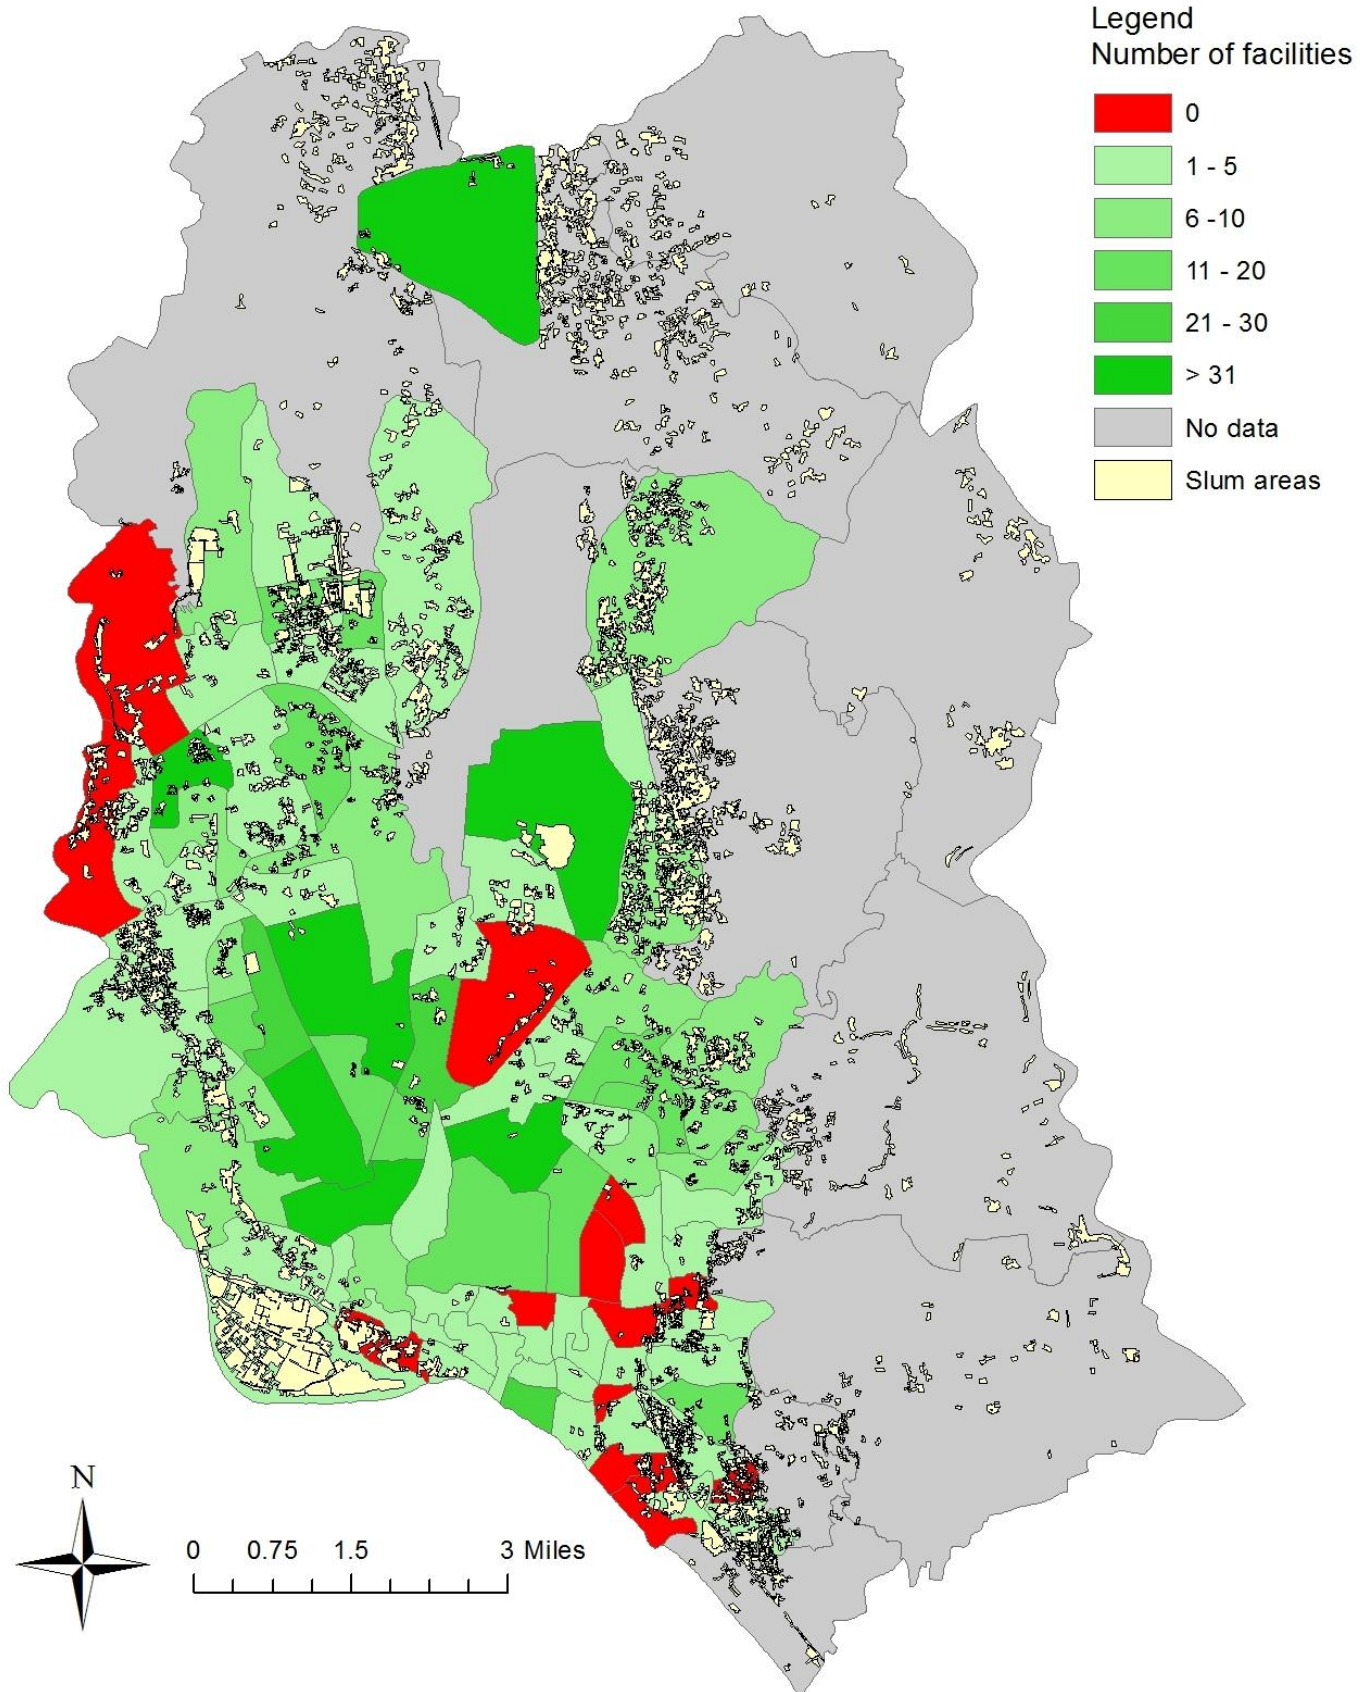 Legend
Number of facilities
0
1 - 5
6 -10
11 - 20
21 - 30
> 31
No data
Slum areas
N
0 0.75 1.5 3 Miles